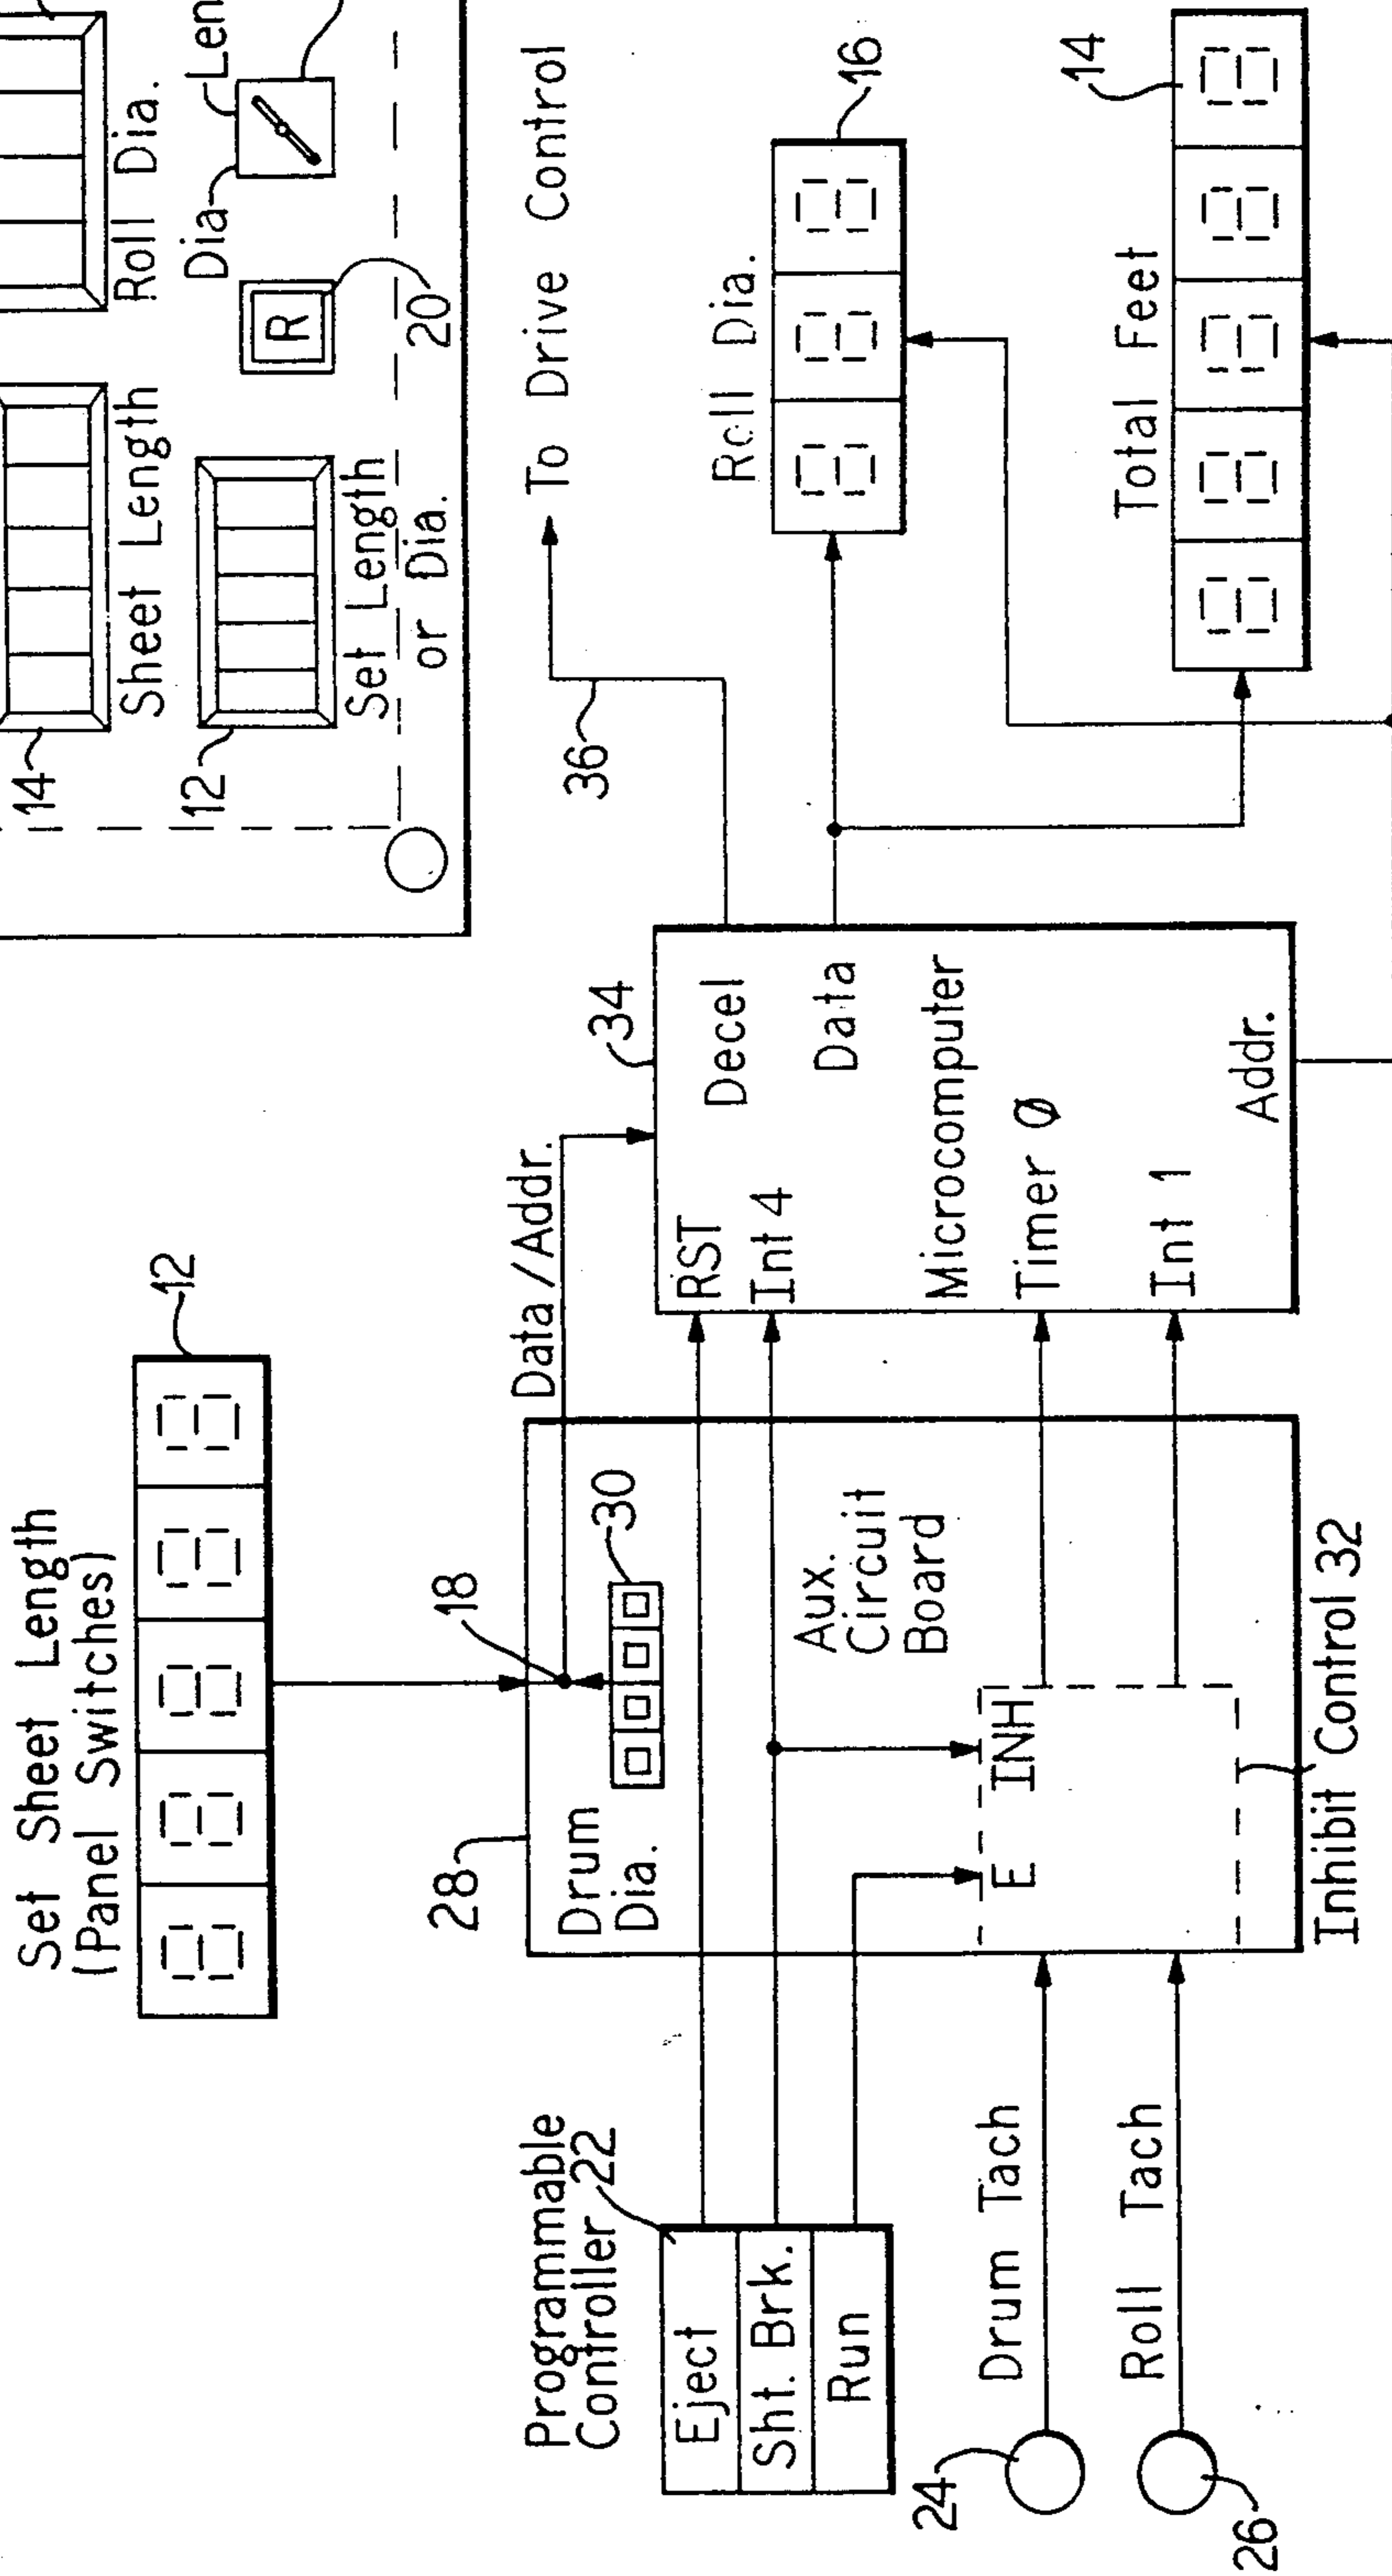 14
Sheet Length
Roll Dia.
12
Set Length
or Dia.
R
20
Dia
Set Sheet Length
(Panel Switches)
12
28
18
Drum
Dia.
30
Data/Addr.
Aux.
Circuit
Board
E INH
Inhibit Control 32
Programmable
Controller 22
Eject
Sht. Brk.
Run
24
Drum Tach
26
Roll Tach
34
RST
Int 4
Decel
Data
Microcomputer
Timer Ø
Int 1
Addr.
36
To Drive Control
Roll Dia.
16
Total Feet
14